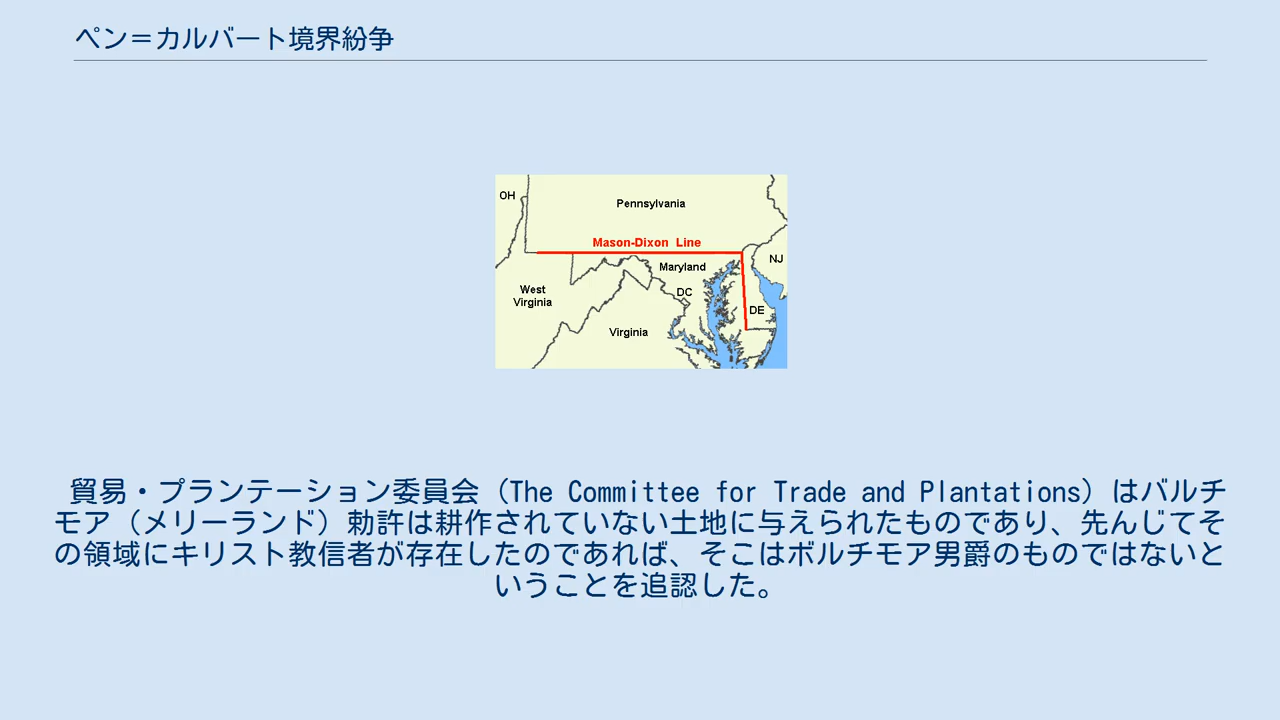 ペン＝カルバート境界紛争
OH
Pennsylvania
Mason-Dixon Line
NJ
Maryland
DC
West
Virginia
DE
Virginia
貿易・プランテーション委員会（The Committee for Trade and Plantations）はバルチ
モア（メリーランド）勅許は耕作されていない土地に与えられたものであり、先んじてそ
の領域にキリスト教信者が存在したのであれば、そこはボルチモア男爵のものではないと
いうことを追認した。